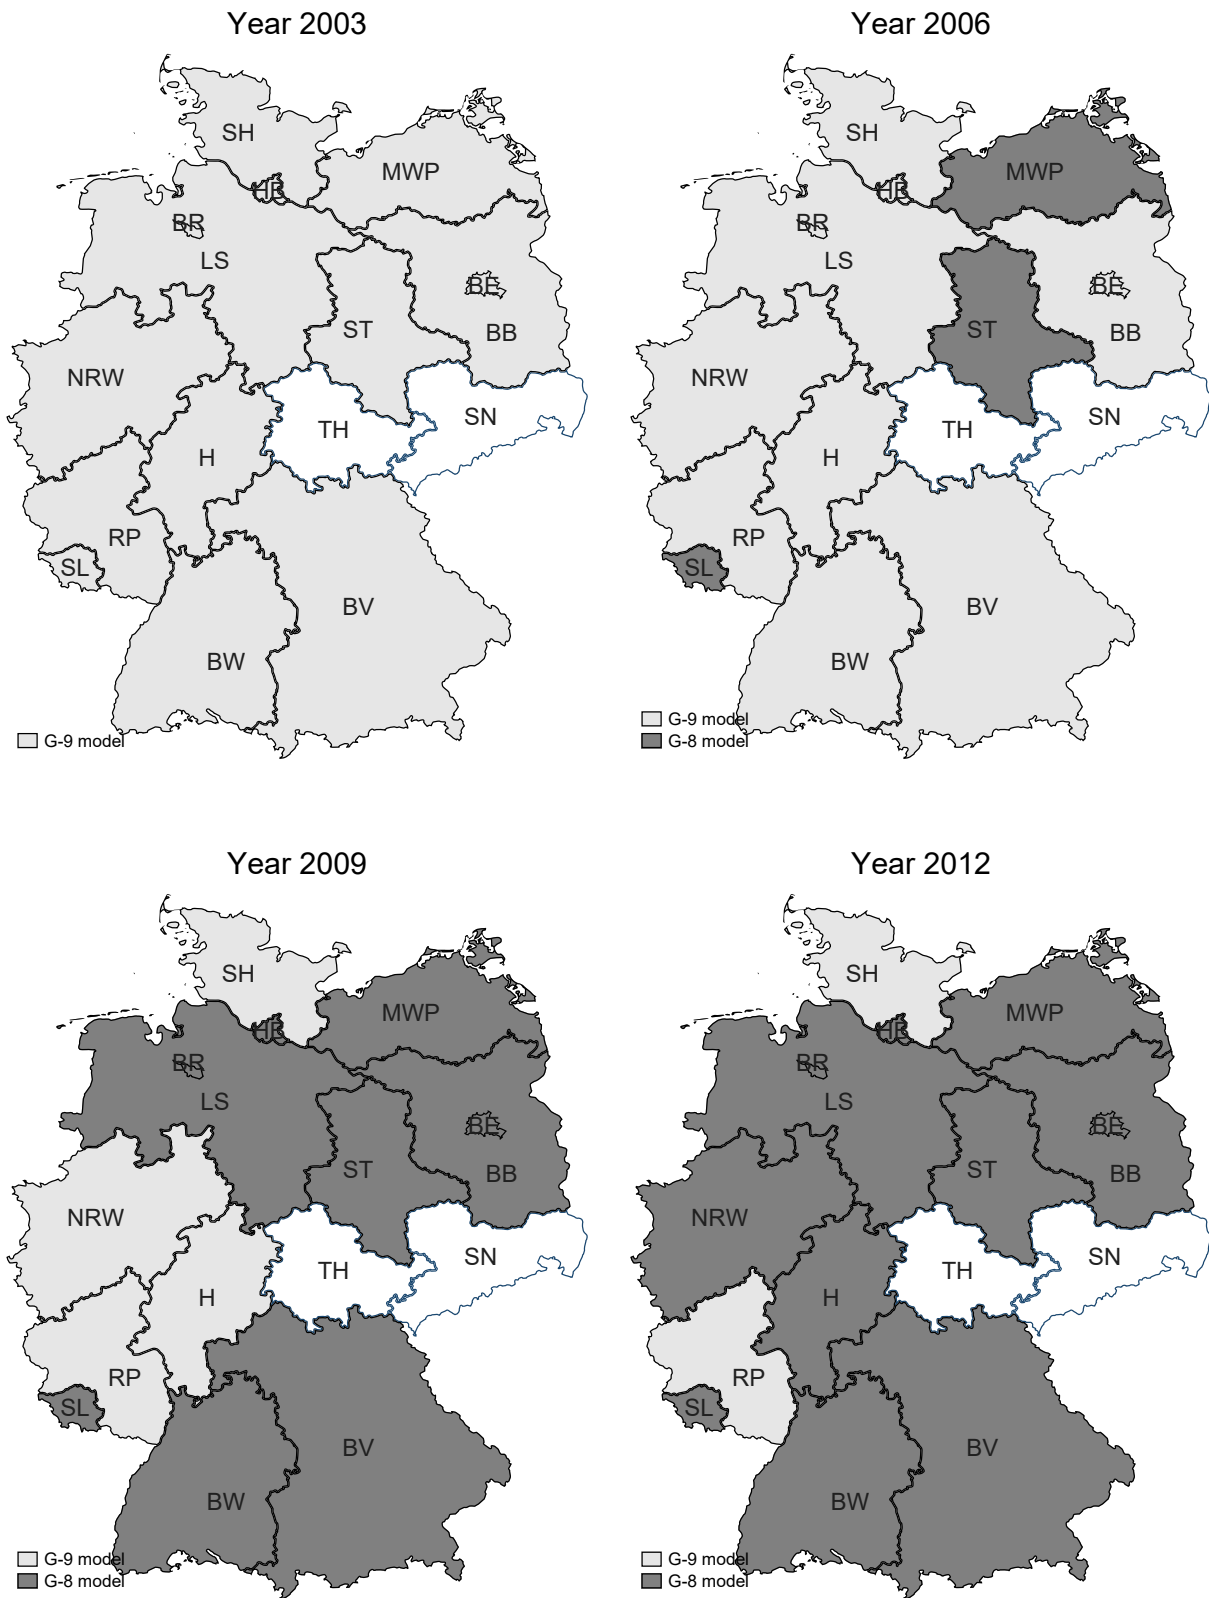 Year 2003
SH
HB
MWP
BR
LS
BE
ST
BB
NRW
SN
TH
H
RP
SL
BV
BW
G-9 model
Year 2006
SH
HB
MWP
BR
LS
BE
ST
BB
NRW
SN
TH
H
RP
SL
BV
BW
G-9 model
G-8 model
Year 2009
SH
HB
MWP
BR
LS
BE
ST
BB
NRW
SN
TH
H
RP
SL
BV
BW
G-9 model
G-8 model
Year 2012
SH
HB
MWP
BR
LS
BE
ST
BB
NRW
SN
TH
H
RP
SL
BV
BW
G-9 model
G-8 model